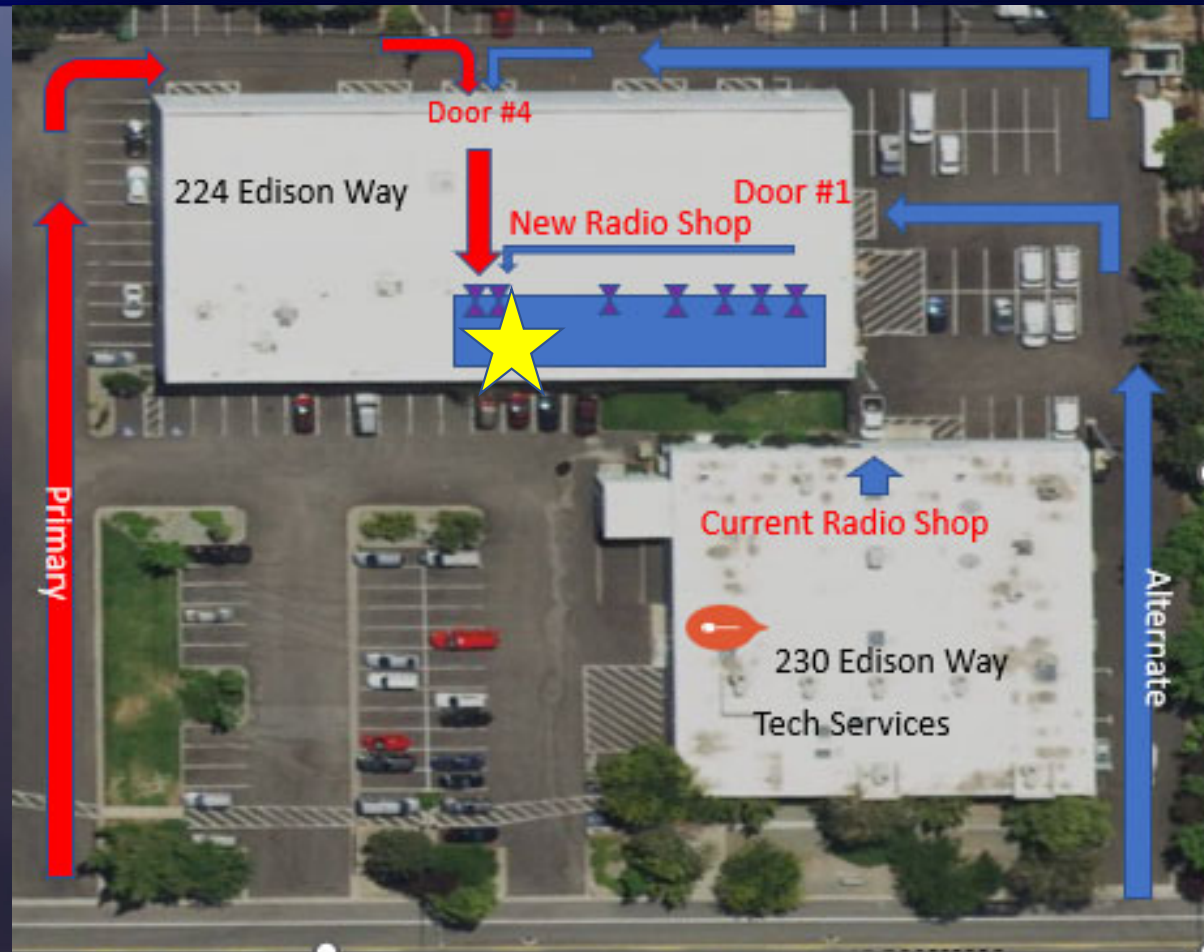 Door #4
224 Edison Way
Door #1
New Radio Shop
Primary
Current Radio Shop
Alternate
230 Edison Way
Tech Services